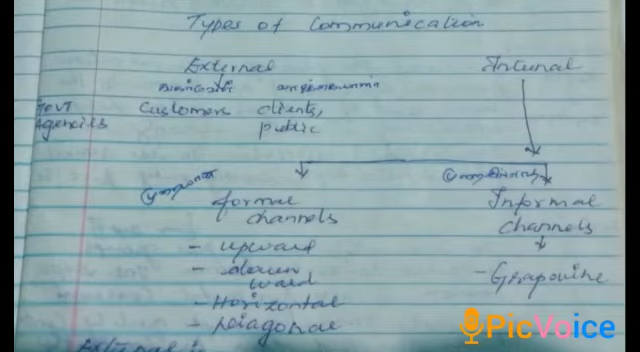 Types of Communication
External Internal
Govt Customers clients,
Agencies public
formal Informal
channels channels
- upward
- down - Grapevine
ward
- Horizontal
- Diagonal
External
PicVoice